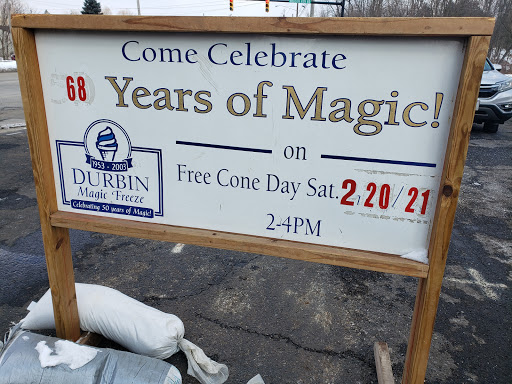 Come Celebrate
68 Years of Magic!
on
Free Cone Day Sat. 2/20/21
2-4PM
1953 - 2003
DURBIN
Magic Freeze
Celebrating 50 years of Magic!